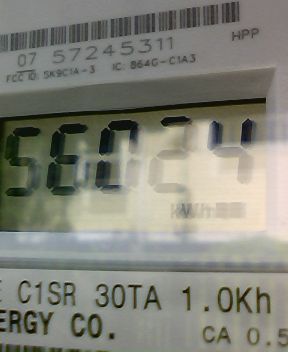 07 57245311
HPP
FCC ID: SK9C1A-3 IC: 864G-C1A3
56024
kWh
E C1SR 30TA 1.0Kh
ERGY CO.
CA 0.5